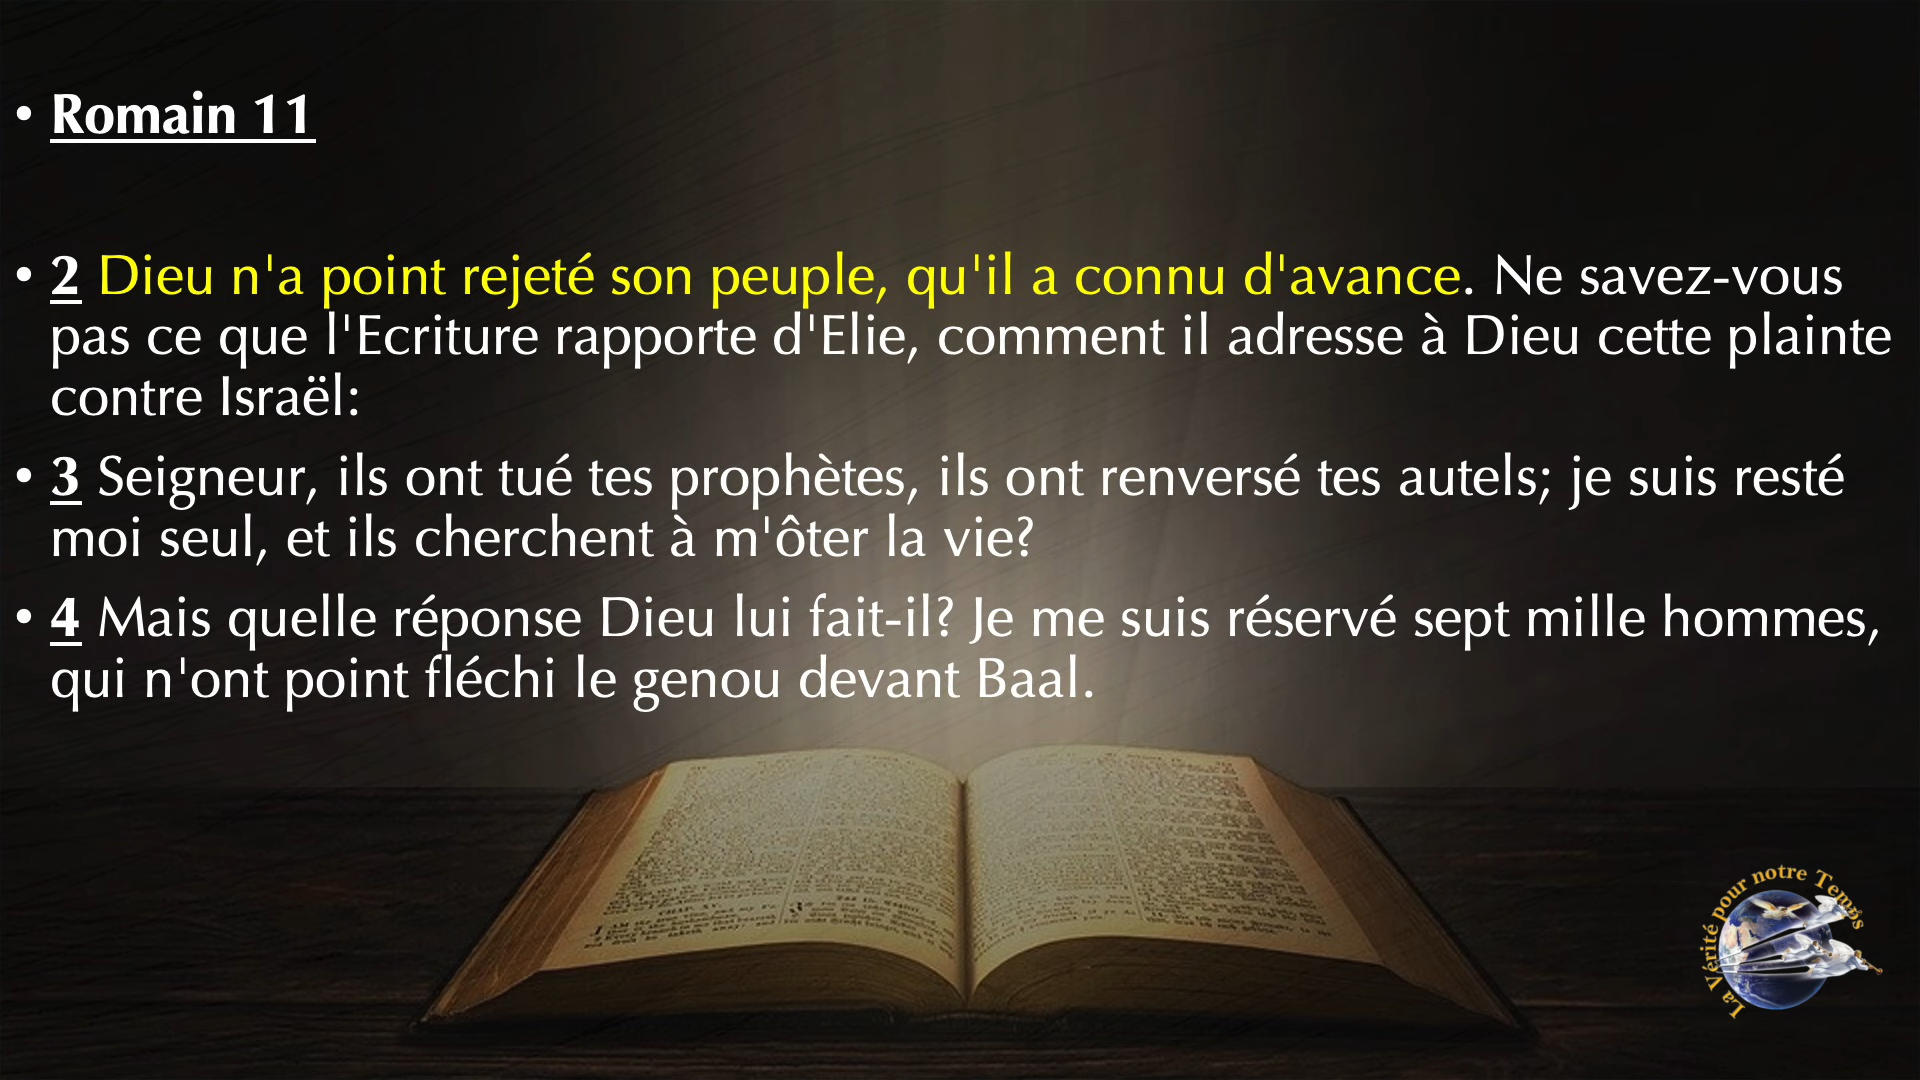 • Romain 11
• 2 Dieu n'a point rejeté son peuple, qu'il a connu d'avance. Ne savez-vous
pas ce que l'Ecriture rapporte d'Elie, comment il adresse à Dieu cette plainte
contre Israël:
• 3 Seigneur, ils ont tué tes prophètes, ils ont renversé tes autels; je suis resté
moi seul, et ils cherchent à m'ôter la vie?
• 4 Mais quelle réponse Dieu lui fait-il? Je me suis réservé sept mille hommes,
qui n'ont point fléchi le genou devant Baal.
La Vérité pour notre Temps